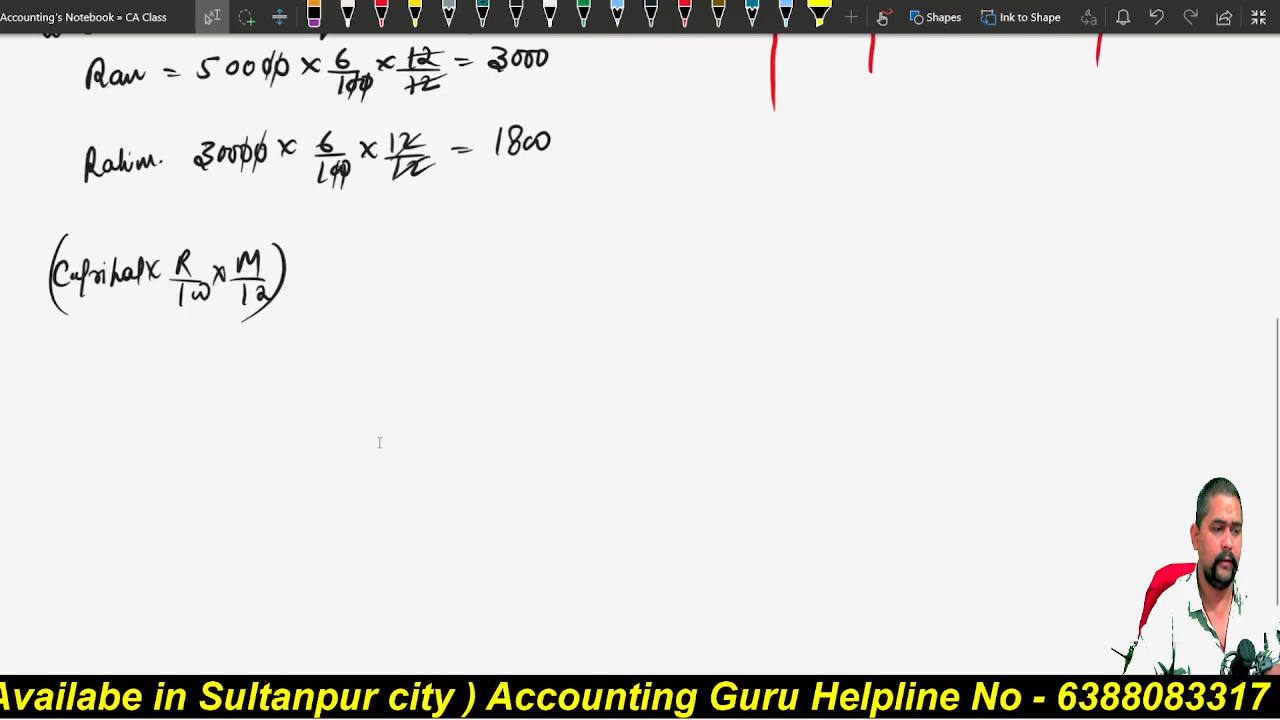 Accounting's Notebook » CA Class
Shapes
Ink to Shape
Ram = 50000 × 6/100 × 12/12 = 3000
Rahim. 30000 × 6/100 × 12/12 = 1800
(Capital × R/100 × M/12)
Availabe in Sultanpur city ) Accounting Guru Helpline No - 6388083317